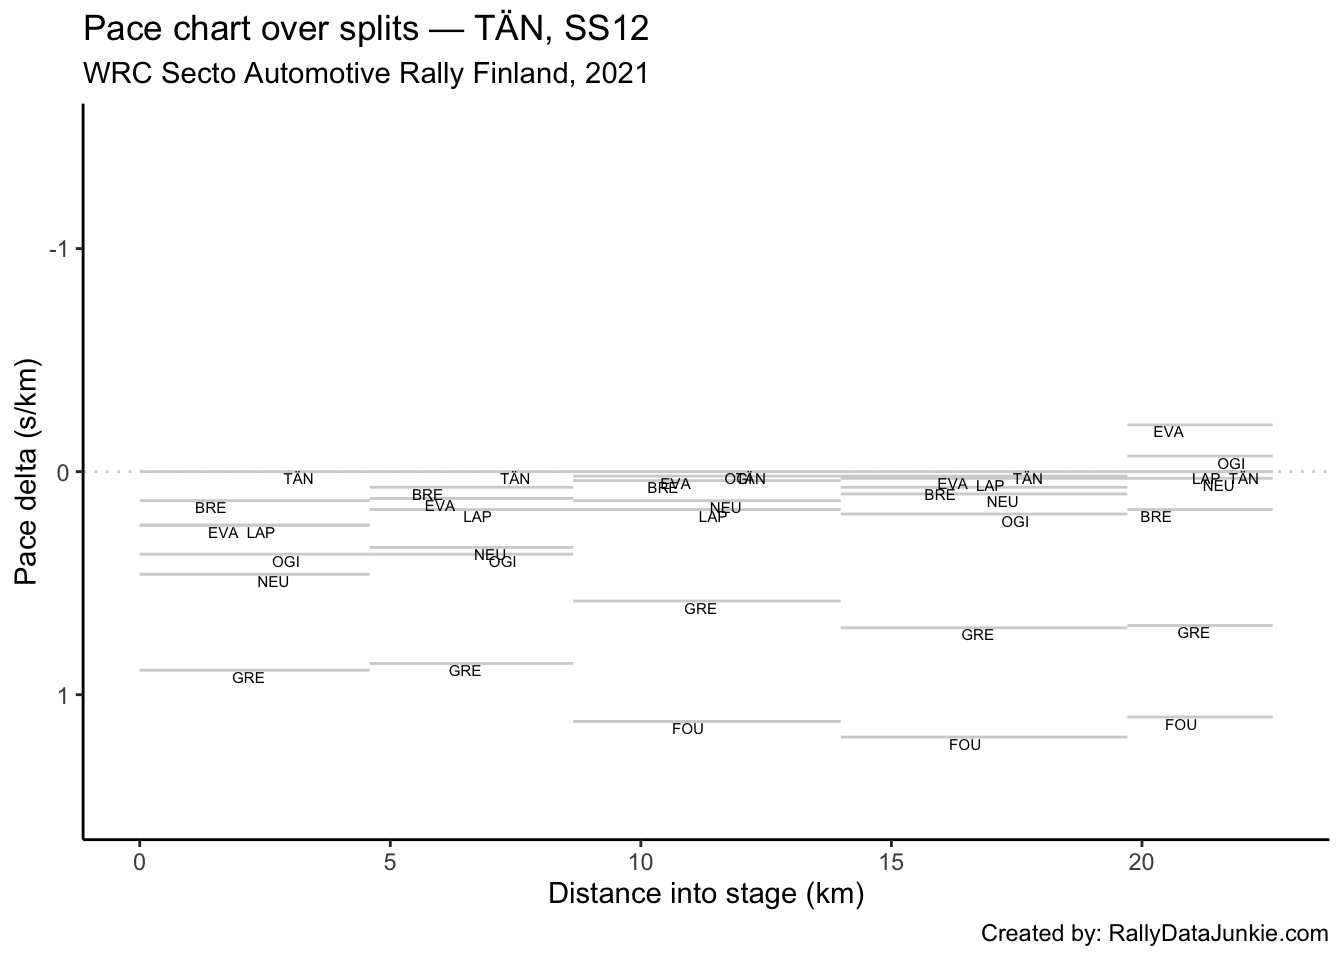 Pace chart over splits — TÄN, SS12
WRC Secto Automotive Rally Finland, 2021
Pace delta (s/km)
-1
0
1
EVA
OGI
TÄN TÄN EVA OGI TÄN EVA LAP TÄN LAP TÄN
BRE BRE BRE BRE NEU
EVA LAP EVA NEU NEU BRE
LAP LAP OGI
OGI NEU OGI
NEU
GRE GRE GRE GRE GRE
FOU FOU FOU
0 5 10 15 20
Distance into stage (km)
Created by: RallyDataJunkie.com